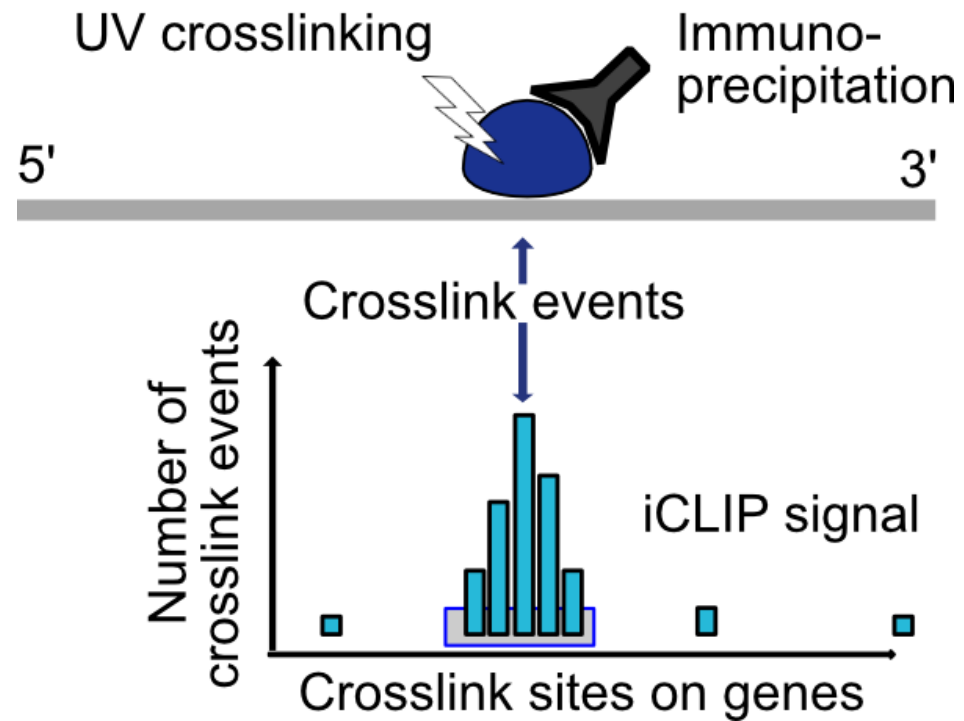 UV crosslinking
Immuno-
precipitation
5'
3'
Crosslink events
Number of
crosslink events
iCLIP signal
Crosslink sites on genes